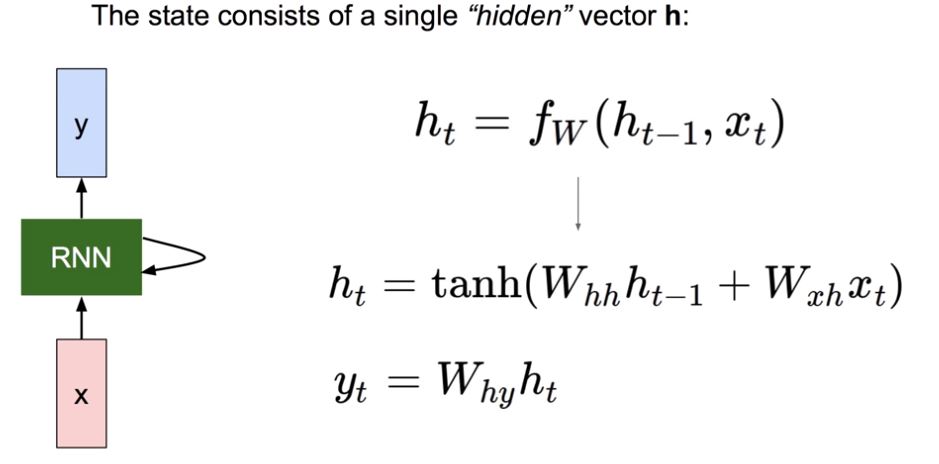 The state consists of a single "hidden" vector h:
y
h_t = f_W(h_{t-1}, x_t)
RNN
h_t = tanh(W_{hh}h_{t-1} + W_{xh}x_t)
x
y_t = W_{hy}h_t